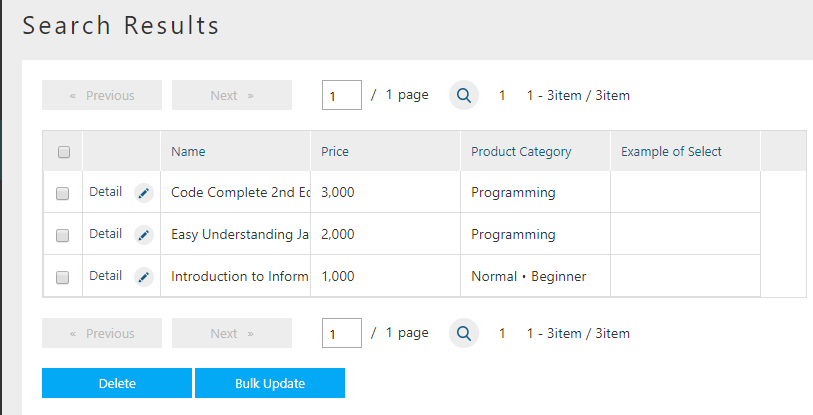 Search Results
« Previous Next » 1 / 1 page 1 1 - 3item / 3item
Name Price Product Category Example of Select
Detail Code Complete 2nd Ec 3,000 Programming
Detail Easy Understanding Ja 2,000 Programming
Detail Introduction to Inform 1,000 Normal・Beginner
« Previous Next » 1 / 1 page 1 1 - 3item / 3item
Delete Bulk Update